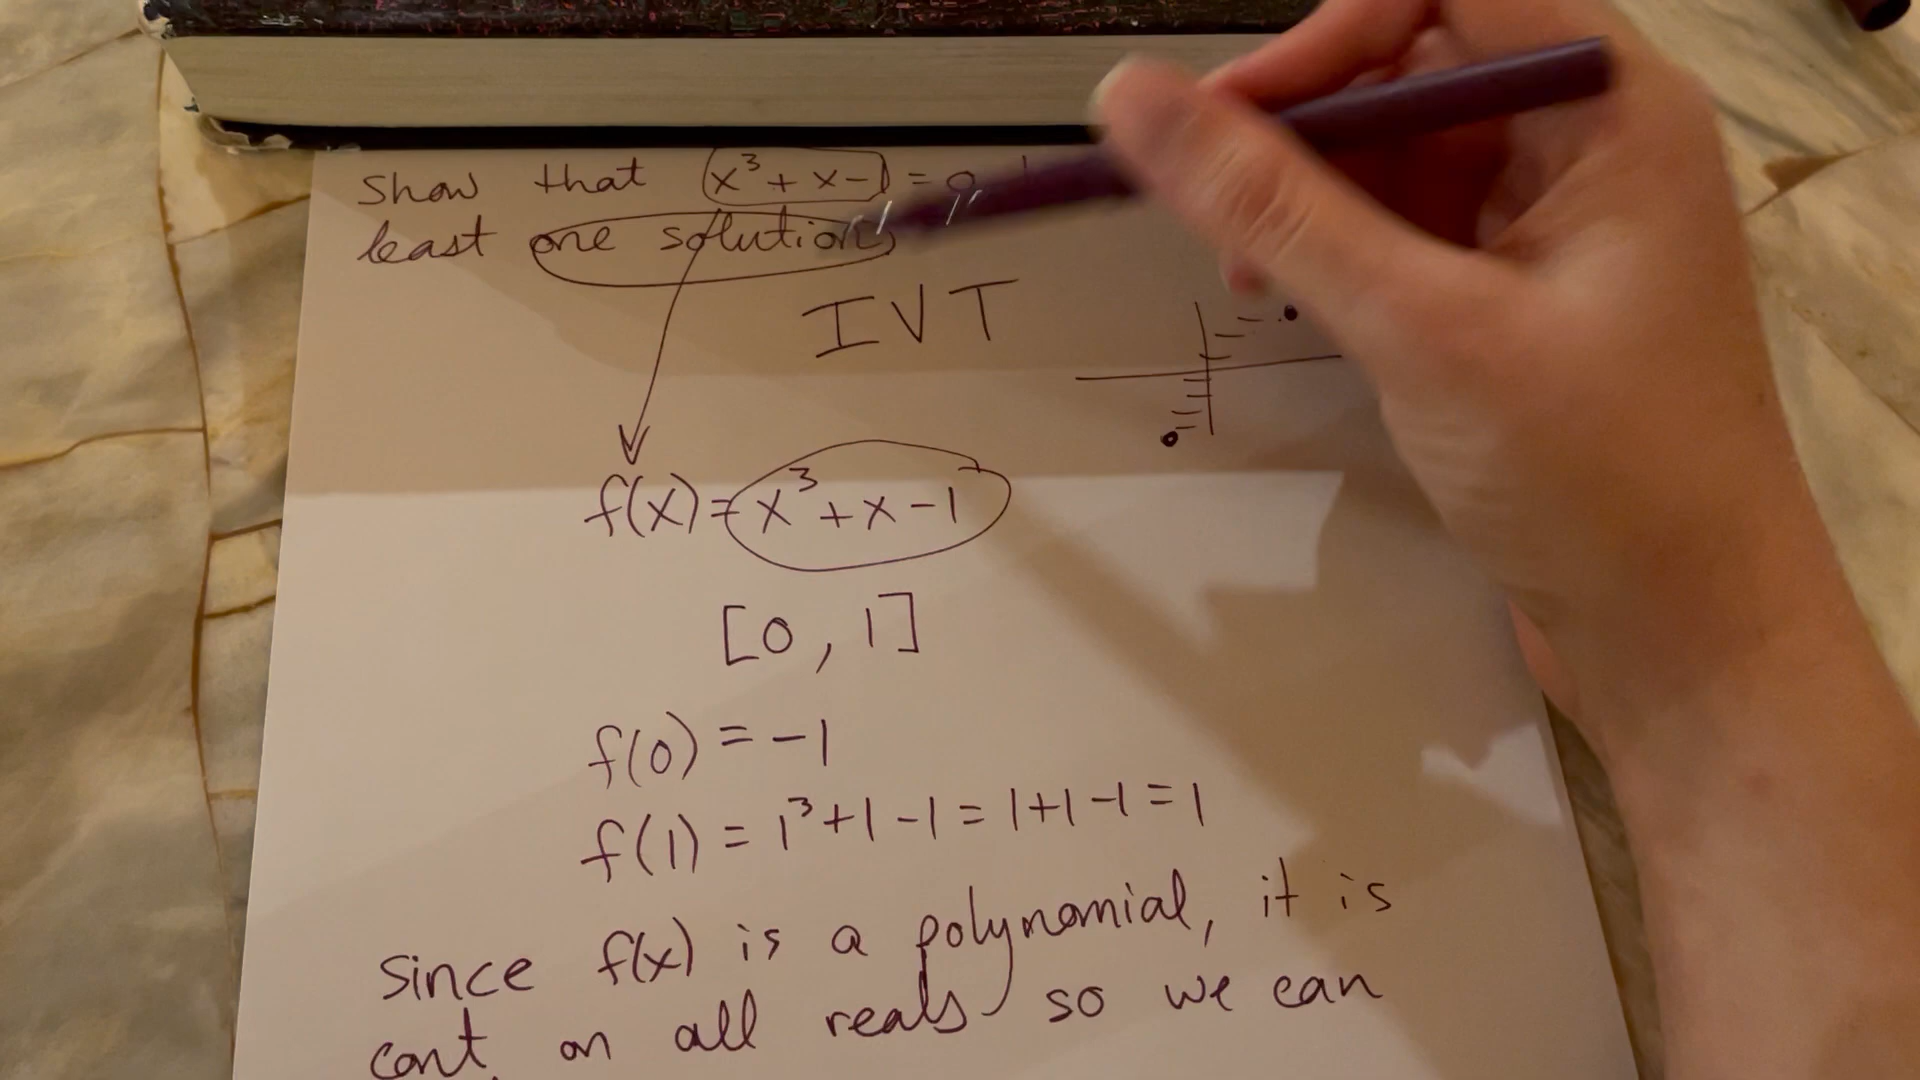 Show that x³ + x - 1 = 0
least one solution
IVT
f(x) = x³ + x - 1
[0, 1]
f(0) = -1
f(1) = 1³ + 1 - 1 = 1 + 1 - 1 = 1
Since f(x) is a polynomial, it is
cont. on all reals so we can